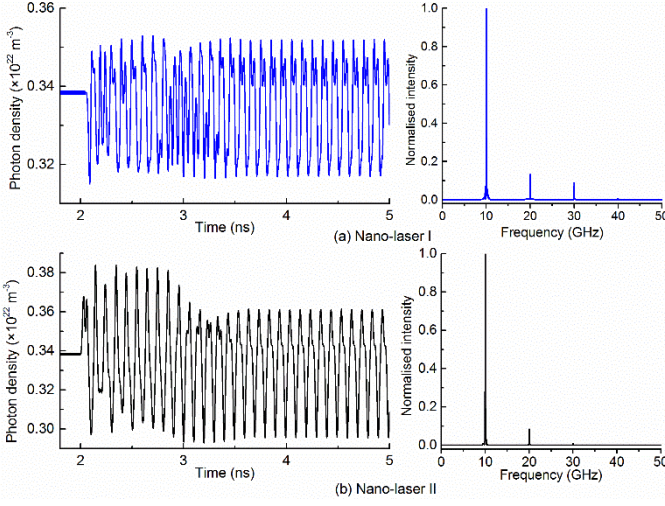 Photon density (×10²² m⁻³)
0.36
0.34
0.32
2
3
4
5
Time (ns)
Normalised intensity
1.0
0.8
0.6
0.4
0.2
0.0
0 10 20 30 40 50
Frequency (GHz)
(a) Nano-laser I
Photon density (×10²² m⁻³)
0.38
0.36
0.34
0.32
0.30
2
3
4
5
Time (ns)
Normalised intensity
1.0
0.8
0.6
0.4
0.2
0.0
0 10 20 30 40 50
Frequency (GHz)
(b) Nano-laser II